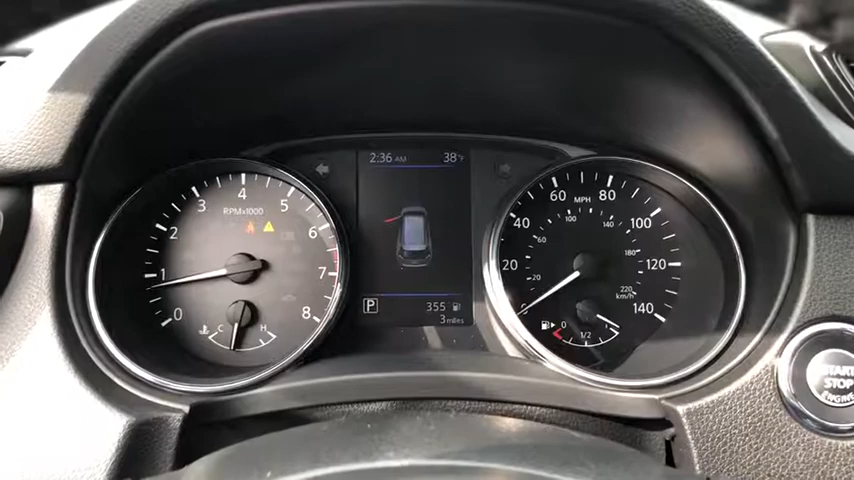 2:36 AM 38°F
RPM×1000
0 1 2 3 4 5 6 7 8
C H
P
355
3 miles
MPH
20 40 60 80 100 120 140
20 60 100 140 180 220
km/h
0 1/2 1
START
STOP
ENGINE